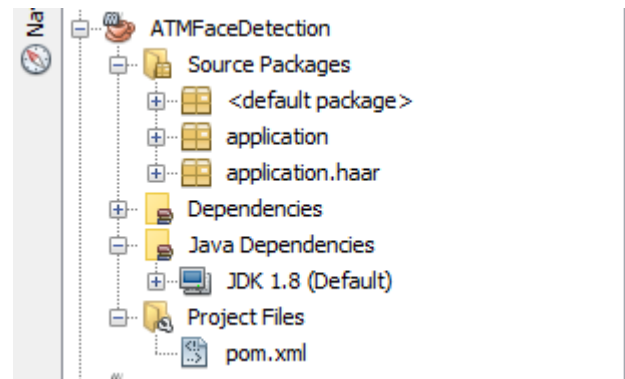 Na
ATMFaceDetection
Source Packages
<default package>
application
application.haar
Dependencies
Java Dependencies
JDK 1.8 (Default)
Project Files
pom.xml